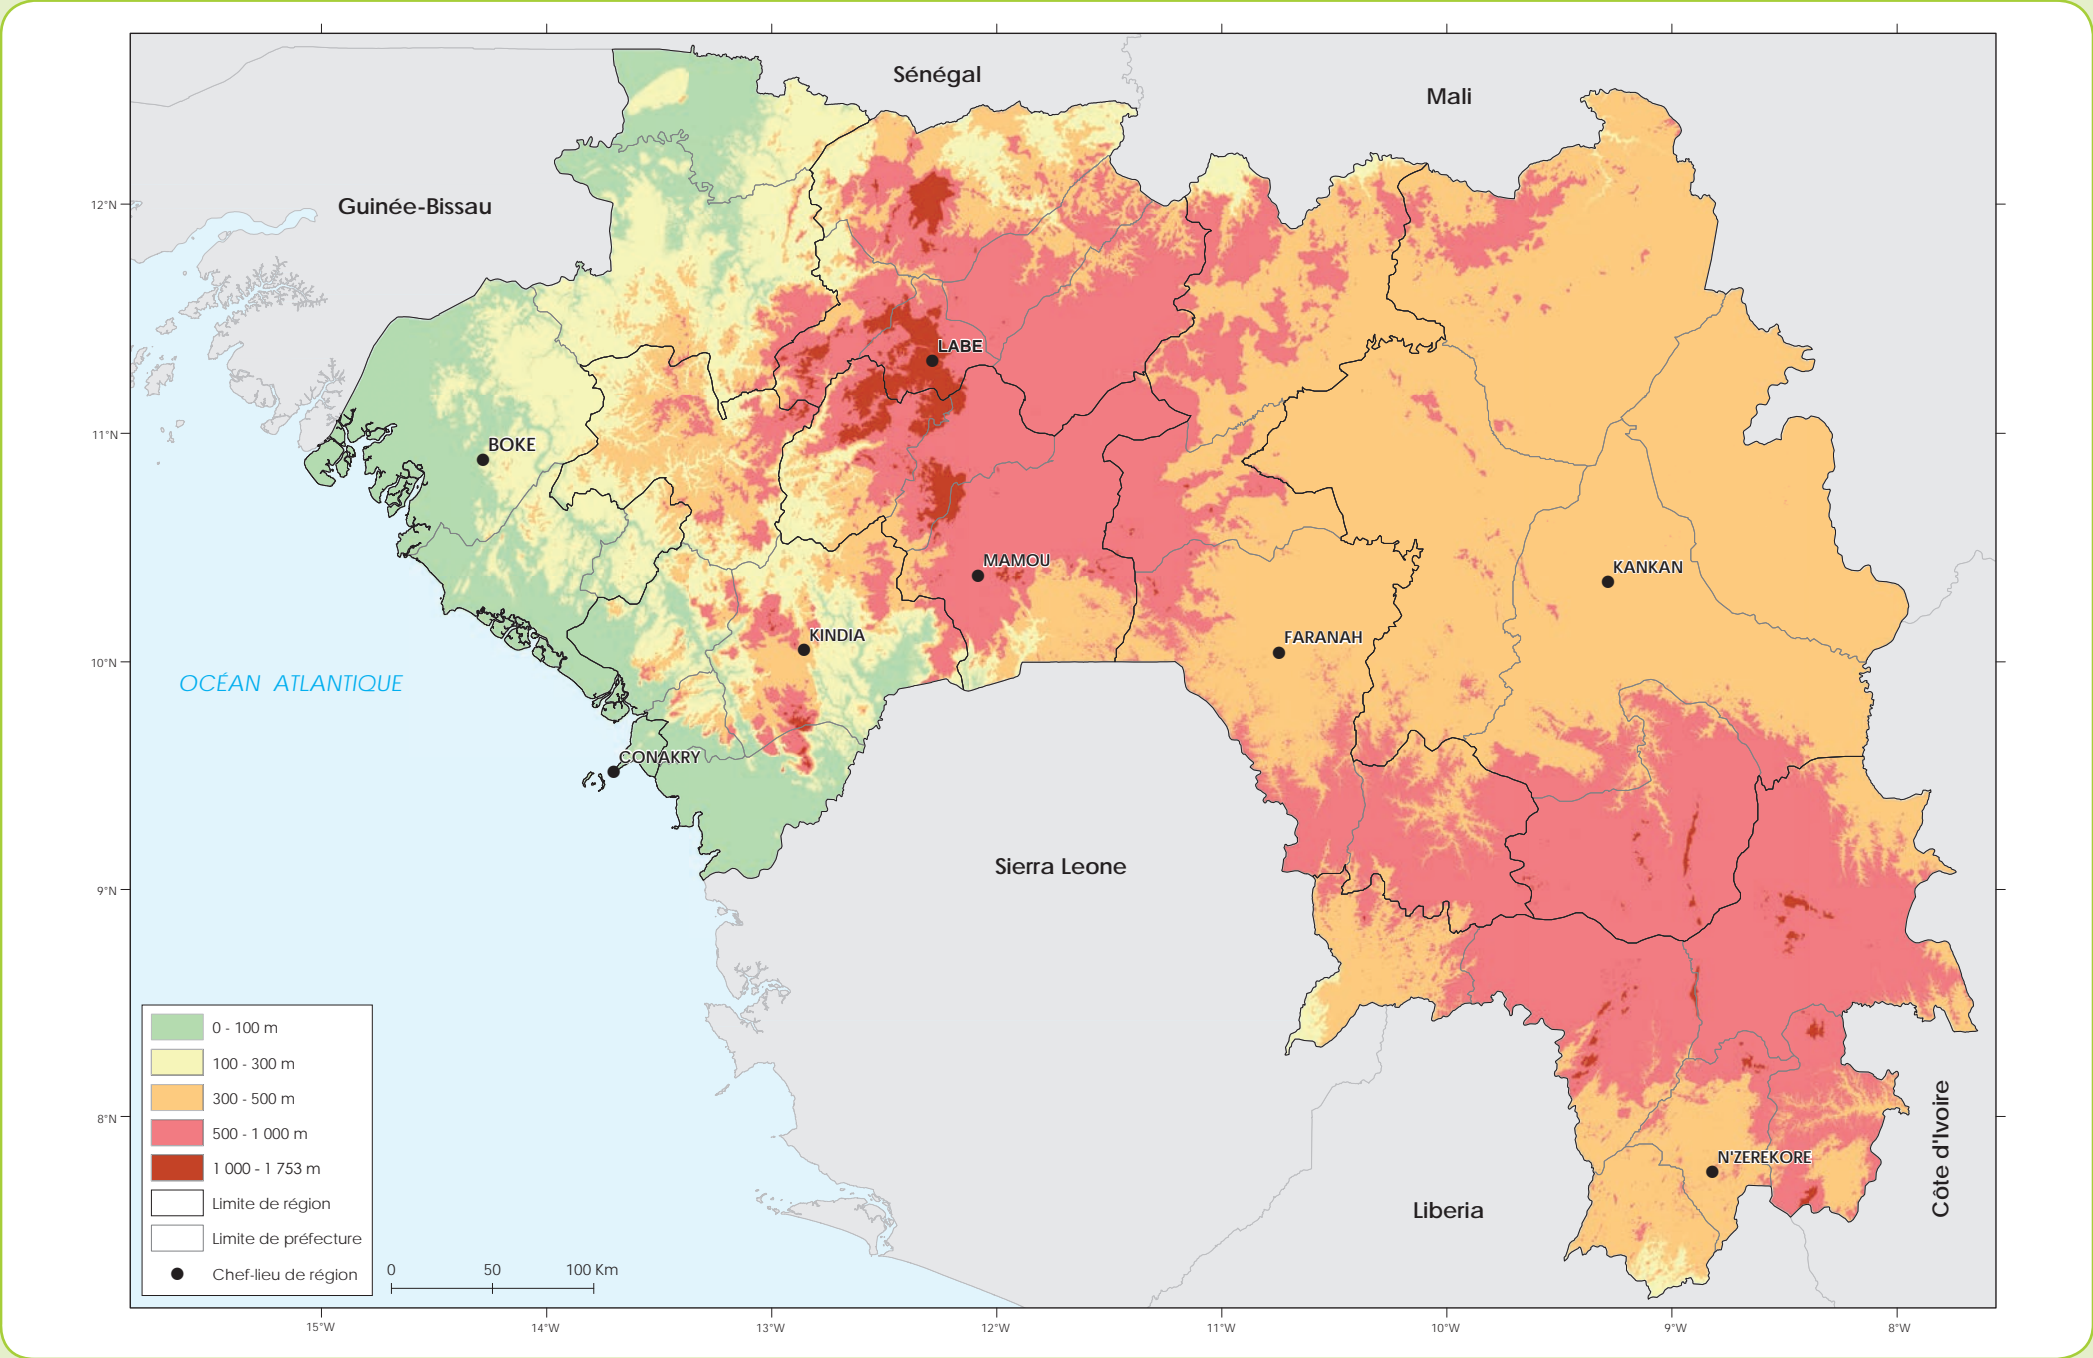 Sénégal
Mali
Guinée-Bissau
12°N
LABE
11°N
BOKE
MAMOU
KANKAN
KINDIA
FARANAH
10°N
OCÉAN ATLANTIQUE
CONAKRY
Sierra Leone
9°N
0 - 100 m
100 - 300 m
300 - 500 m
500 - 1 000 m
1 000 - 1 753 m
Limite de région
Limite de préfecture
Chef-lieu de région
0 50 100 Km
8°N
N'ZEREKORE
Côte d'Ivoire
Liberia
15°W 14°W 13°W 12°W 11°W 10°W 9°W 8°W